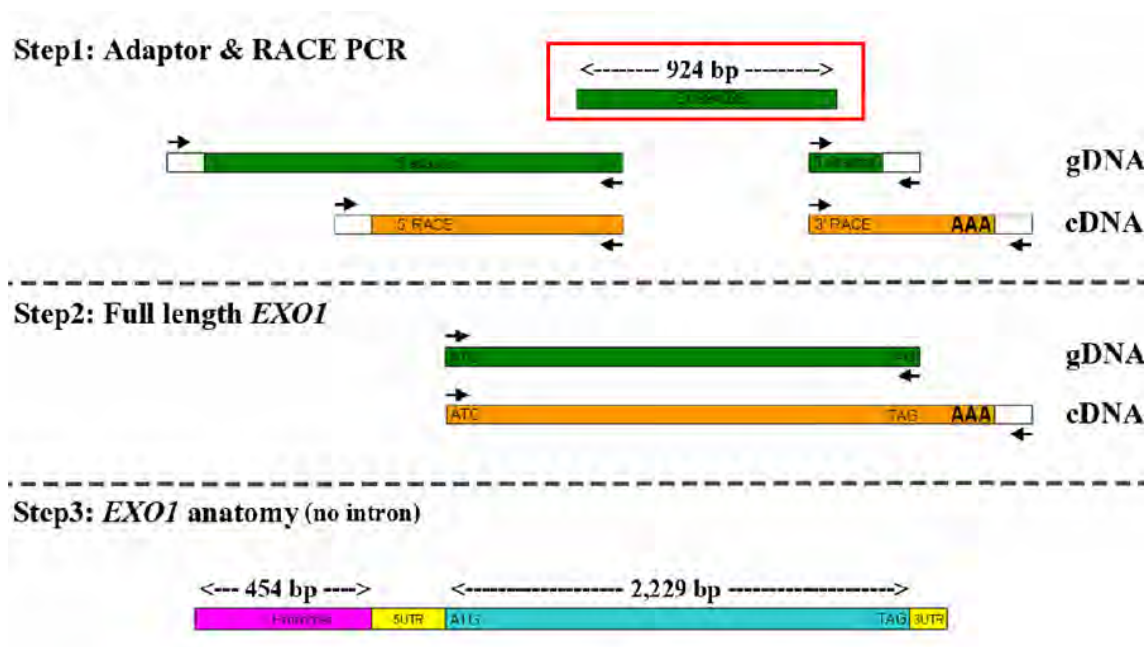 Step1: Adaptor & RACE PCR
<-------- 924 bp --------->
gDNA
5' RACE
3' RACE AAA
cDNA
Step2: Full length EXO1
gDNA
ATG TAG AAA
cDNA
Step3: EXO1 anatomy (no intron)
<--- 454 bp ---->
<---------------- 2,229 bp ------------------>
Promoter 5UTR ATG TAG 3UTR